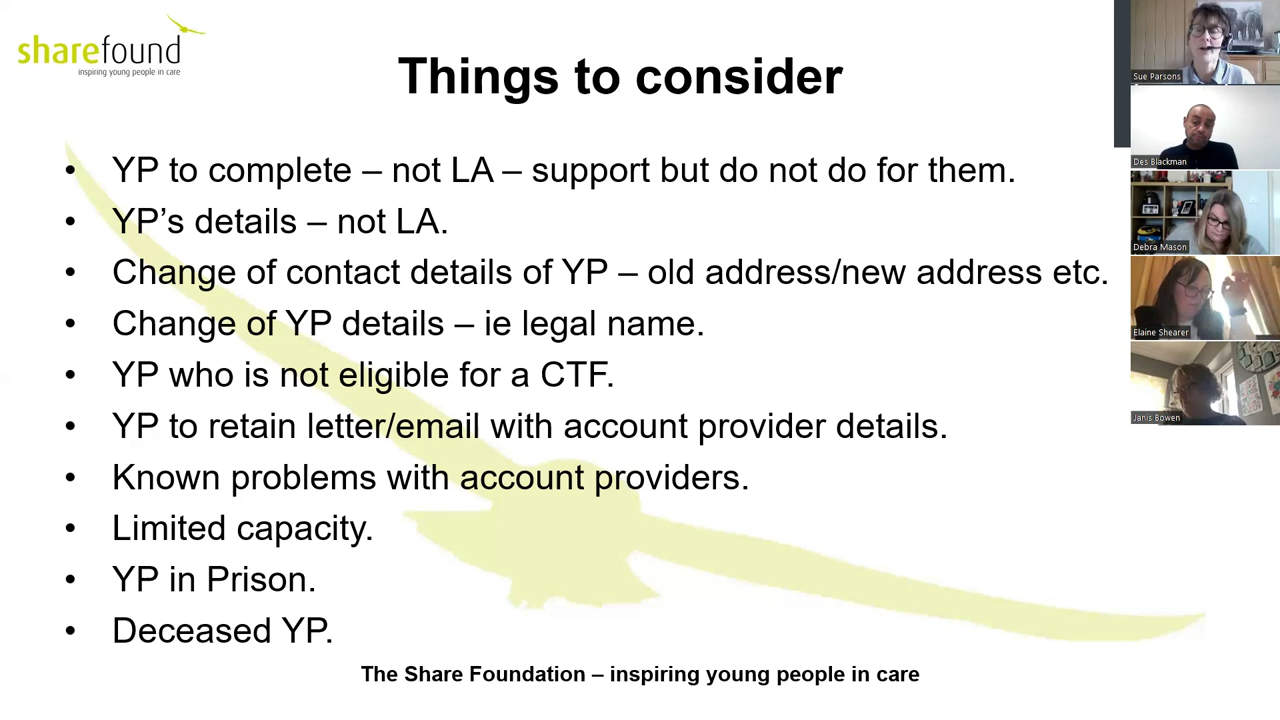 sharefound
inspiring young people in care
Things to consider
• YP to complete – not LA – support but do not do for them.
• YP’s details – not LA.
• Change of contact details of YP – old address/new address etc.
• Change of YP details – ie legal name.
• YP who is not eligible for a CTF.
• YP to retain letter/email with account provider details.
• Known problems with account providers.
• Limited capacity.
• YP in Prison.
• Deceased YP.
The Share Foundation – inspiring young people in care
Sue Parsons
Des Blackman
Debra Mason
Elaine Shearer
Janis Bowen